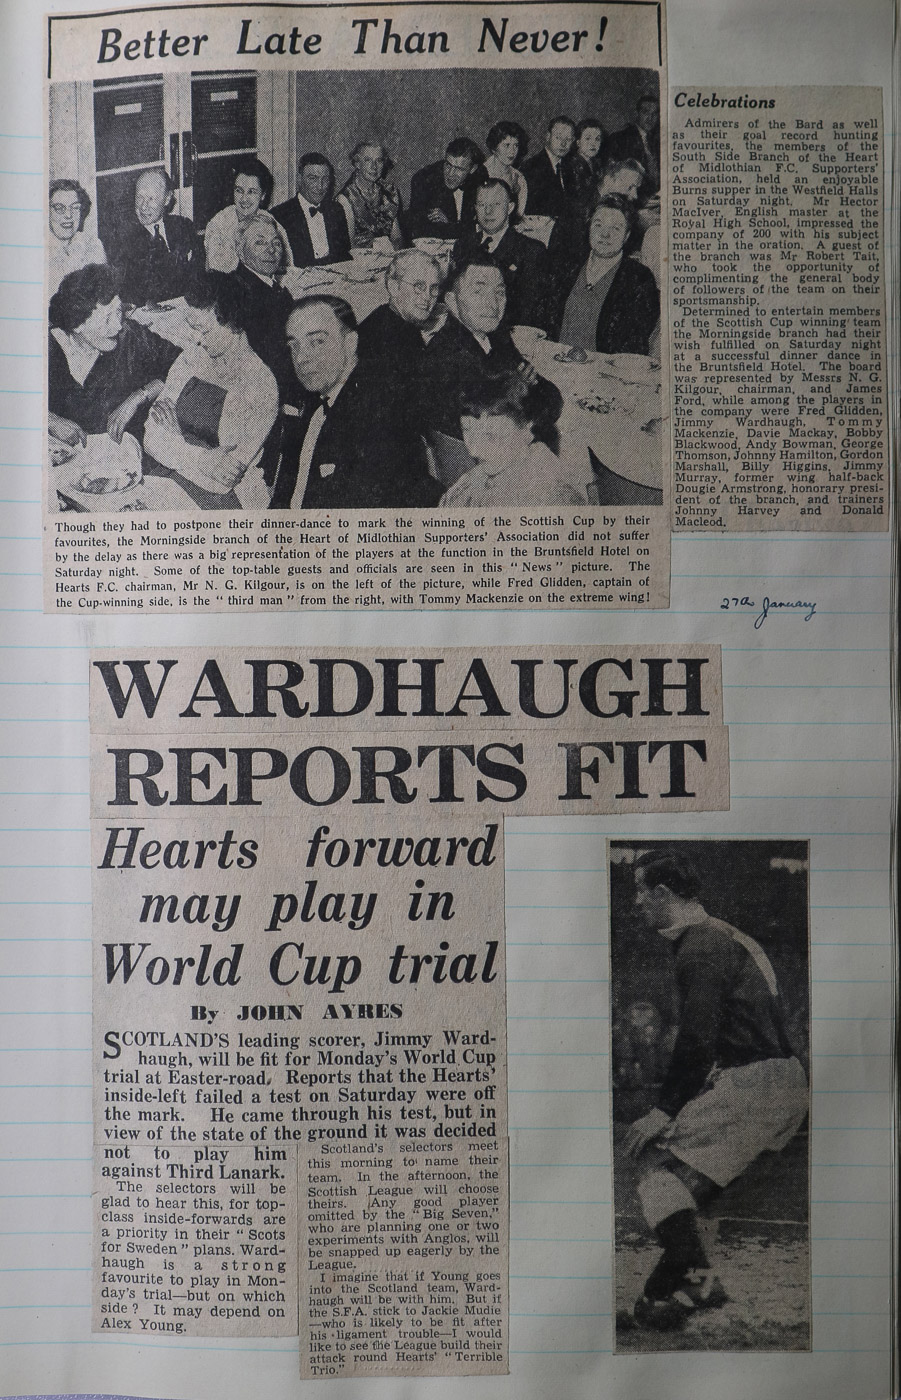 Better Late Than Never!
Though they had to postpone their dinner-dance to mark the winning of the Scottish Cup by their
favourites, the Morningside branch of the Heart of Midlothian Supporters' Association did not suffer
by the delay as there was a big representation of the players at the function in the Bruntsfield Hotel on
Saturday night. Some of the top-table guests and officials are seen in this "News" picture. The
Hearts F.C. chairman, Mr N. G. Kilgour, is on the left of the picture, while Fred Glidden, captain of
the Cup-winning side, is the "third man" from the right, with Tommy Mackenzie on the extreme wing!
Celebrations
Admirers of the Bard as well
as their goal record hunting
favourites, the members of the
South Side Branch of the Heart
of Midlothian F.C. Supporters'
Association, held an enjoyable
Burns supper in the Westfield Halls
on Saturday night. Mr Hector
MacIver, English master at the
Royal High School, impressed the
company of 200 with his subject
matter in the oration. A guest of
the branch was Mr Robert Tait,
who took the opportunity of
complimenting the general body
of followers of the team on their
sportsmanship.
Determined to entertain members
of the Scottish Cup winning team
the Morningside branch had their
wish fulfilled on Saturday night
at a successful dinner dance in
the Bruntsfield Hotel. The board
was represented by Messrs N. G.
Kilgour, chairman, and James
Ford, while among the players in
the company were Fred Glidden,
Jimmy Wardhaugh, Tommy
Mackenzie, Davie Mackay, Bobby
Blackwood, Andy Bowman, George
Thomson, Johnny Hamilton, Gordon
Marshall, Billy Higgins, Jimmy
Murray, former wing half-back
Dougie Armstrong, honorary presi-
dent of the branch, and trainers
Johnny Harvey and Donald
Macleod.
27th January
WARDHAUGH
REPORTS FIT
Hearts forward
may play in
World Cup trial
By JOHN AYRES
SCOTLAND'S leading scorer, Jimmy Ward-
haugh, will be fit for Monday's World Cup
trial at Easter-road. Reports that the Hearts'
inside-left failed a test on Saturday were off
the mark. He came through his test, but in
view of the state of the ground it was decided
not to play him
against Third Lanark.
The selectors will be
glad to hear this, for top-
class inside-forwards are
a priority in their "Scots
for Sweden" plans. Ward-
haugh is a strong
favourite to play in Mon-
day's trial—but on which
side? It may depend on
Alex Young.
Scotland's selectors meet
this morning to name their
team. In the afternoon, the
Scottish League will choose
theirs. Any good player
omitted by the "Big Seven,"
who are planning one or two
experiments with Anglos, will
be snapped up eagerly by the
League.
I imagine that if Young goes
into the Scotland team, Ward-
haugh will be with him. But if
the S.F.A. stick to Jackie Mudie
—who is likely to be fit after
his ligament trouble—I would
like to see the League build their
attack round Hearts' "Terrible
Trio."